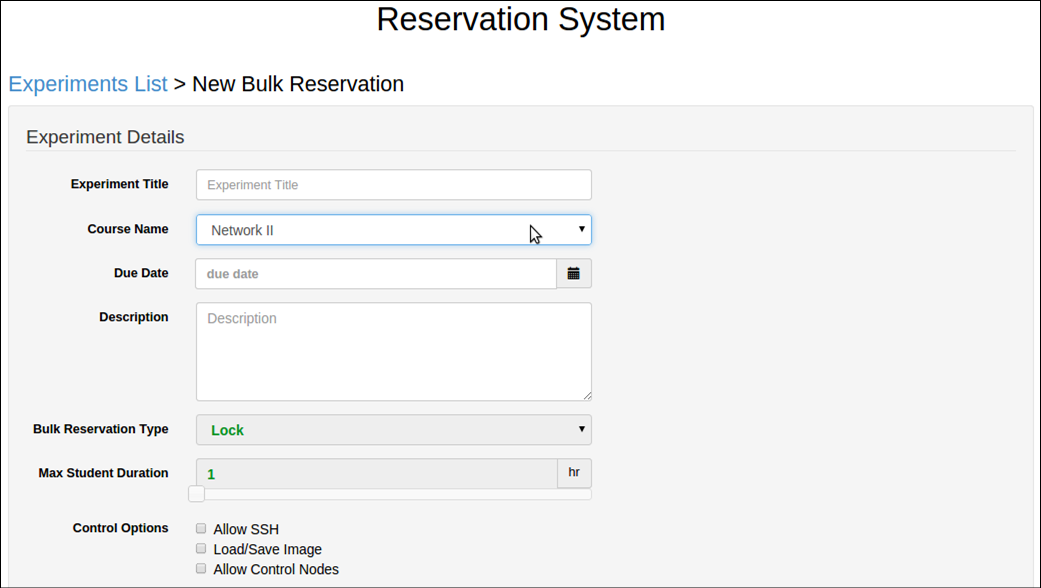 Reservation System
Experiments List > New Bulk Reservation
Experiment Details
Experiment Title Experiment Title
Course Name Network II
Due Date due date
Description Description
Bulk Reservation Type Lock
Max Student Duration 1 hr
Control Options Allow SSH
Load/Save Image
Allow Control Nodes